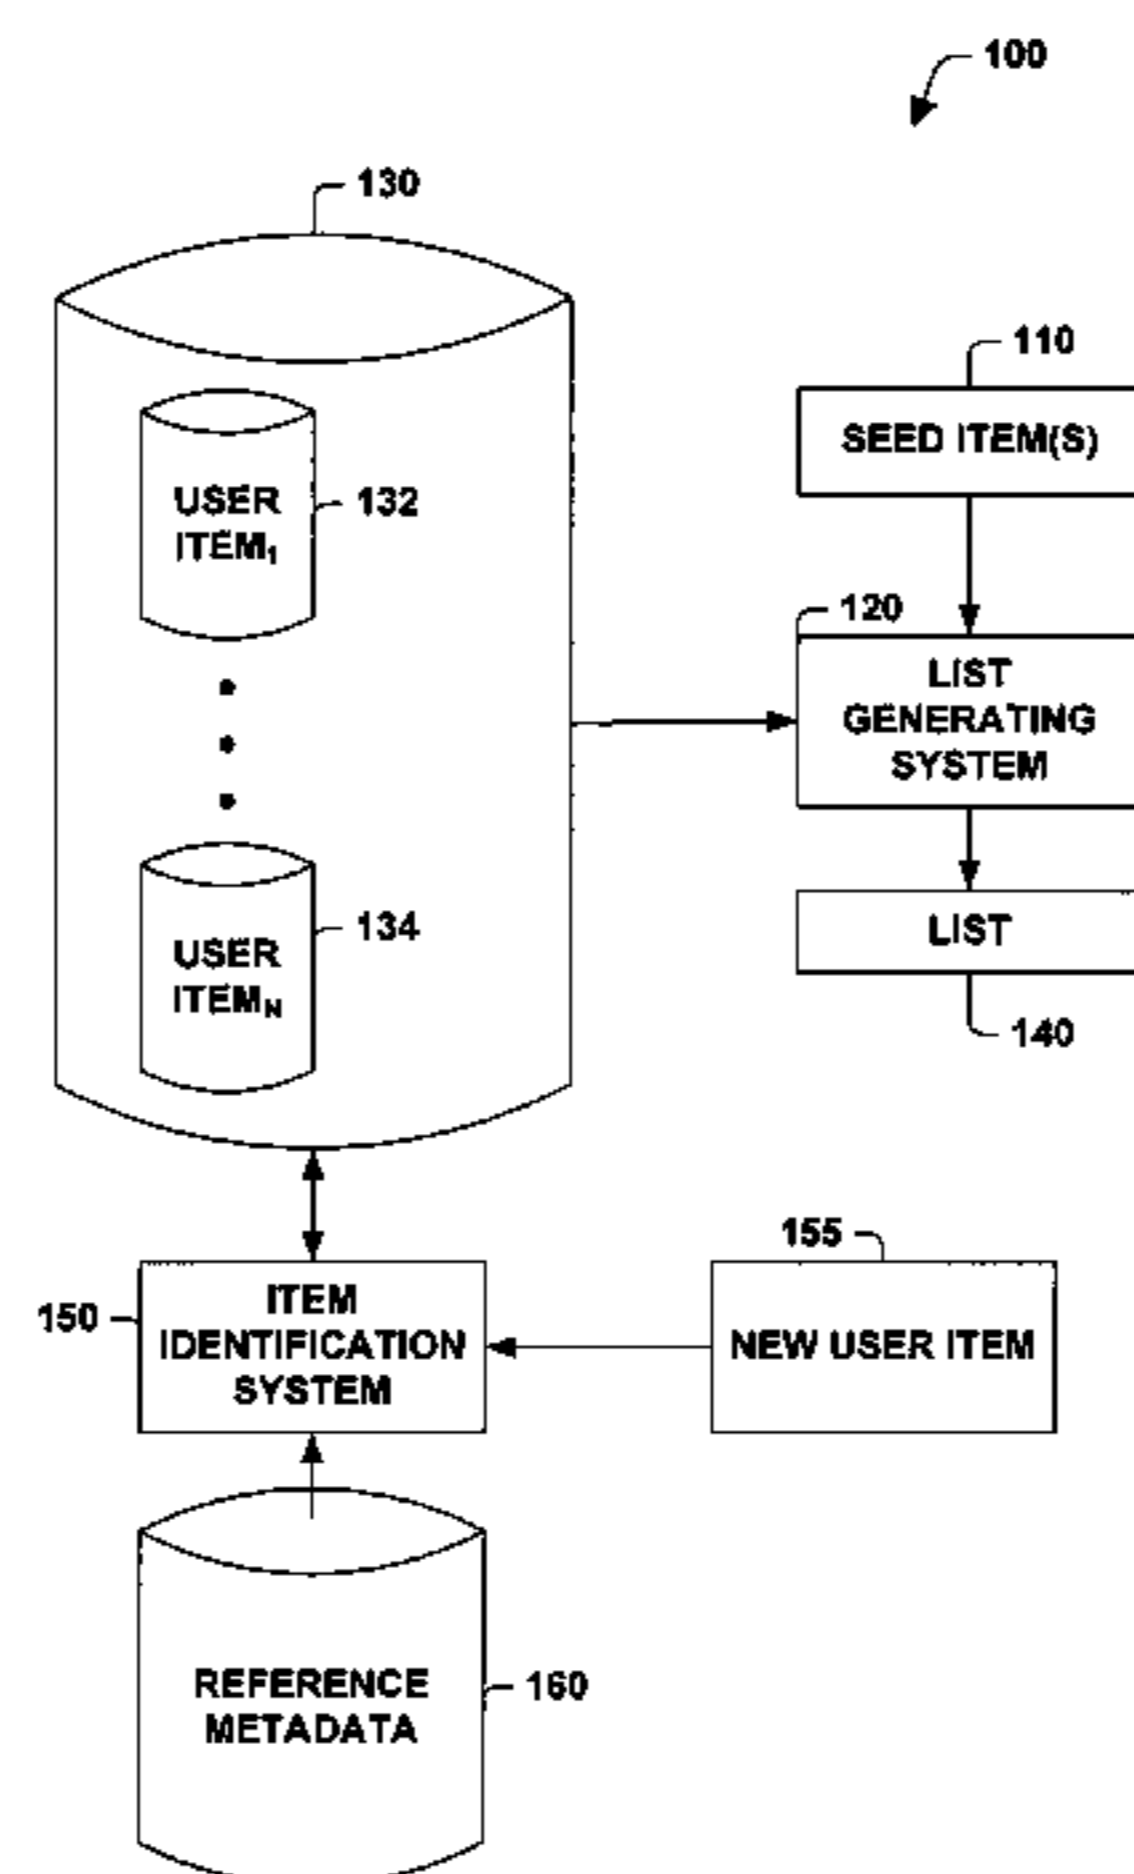 100
130
110
SEED ITEM(S)
USER
ITEM₁
132
120
LIST
GENERATING
SYSTEM
USER
ITEMN
134
LIST
140
155
150
ITEM
IDENTIFICATION
SYSTEM
NEW USER ITEM
REFERENCE
METADATA
160